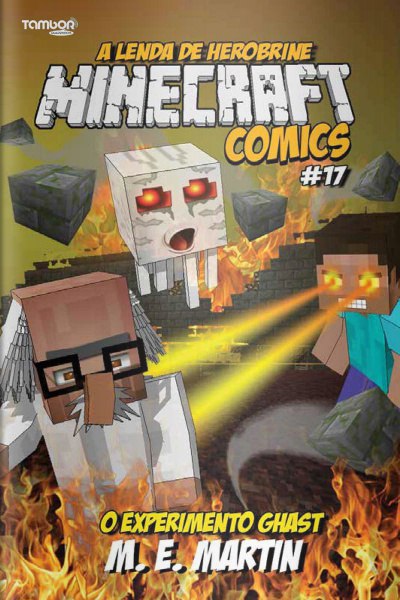 TAMBOR
A LENDA DE HEROBRINE
MINECRAFT
COMICS
#17
O EXPERIMENTO GHAST
M. E. MARTIN